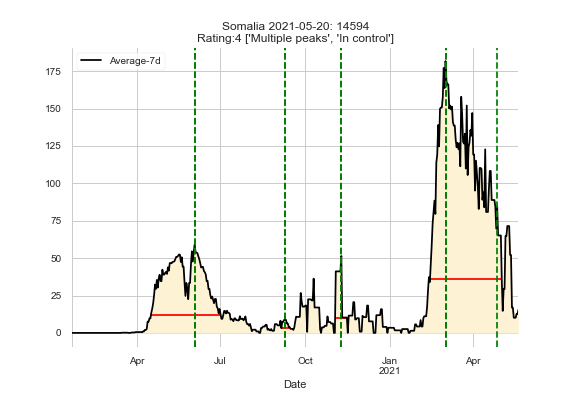 Somalia 2021-05-20: 14594
Rating:4 ['Multiple peaks', 'In control']
Average-7d
175
150
125
100
75
50
25
0
Apr Jul Oct Jan Apr
2021
Date